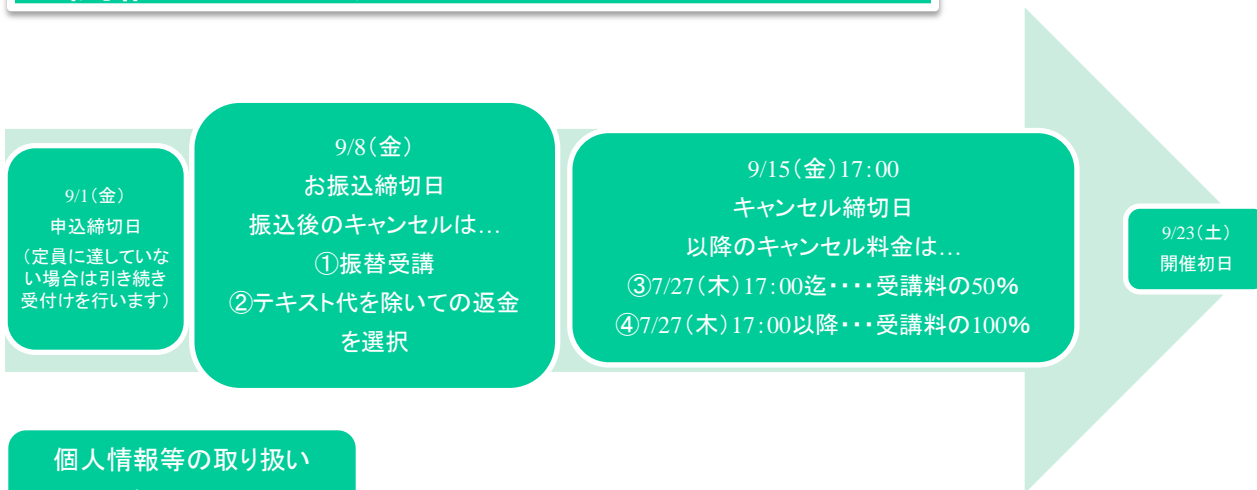 9/1(金)
申込締切日
(定員に達していな
い場合は引き続き
受付けを行います)
9/8(金)
お振込締切日
振込後のキャンセルは…
①振替受講
②テキスト代を除いての返金
を選択
9/15(金)17:00
キャンセル締切日
以降のキャンセル料金は…
③7/27(木)17:00迄・・・・受講料の50%
④7/27(木)17:00以降・・・受講料の100%
9/23(土)
開催初日
個人情報等の取り扱い